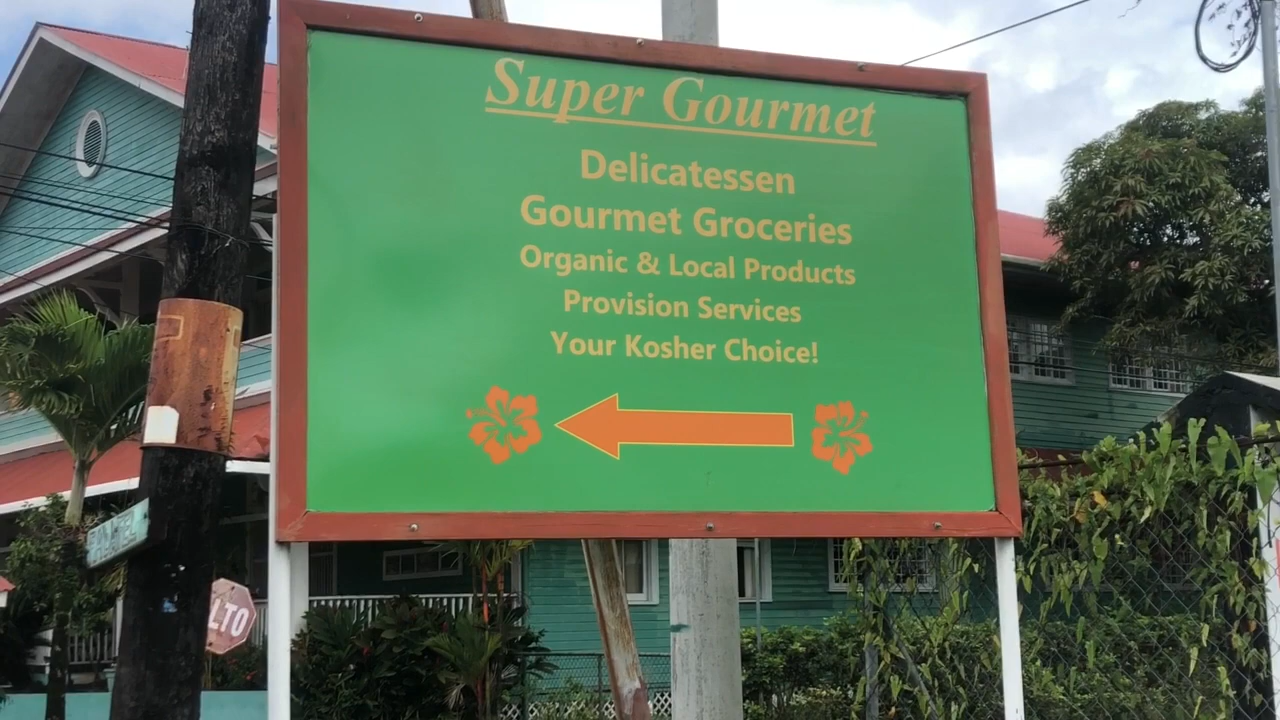 Super Gourmet
Delicatessen
Gourmet Groceries
Organic & Local Products
Provision Services
Your Kosher Choice!
LTO